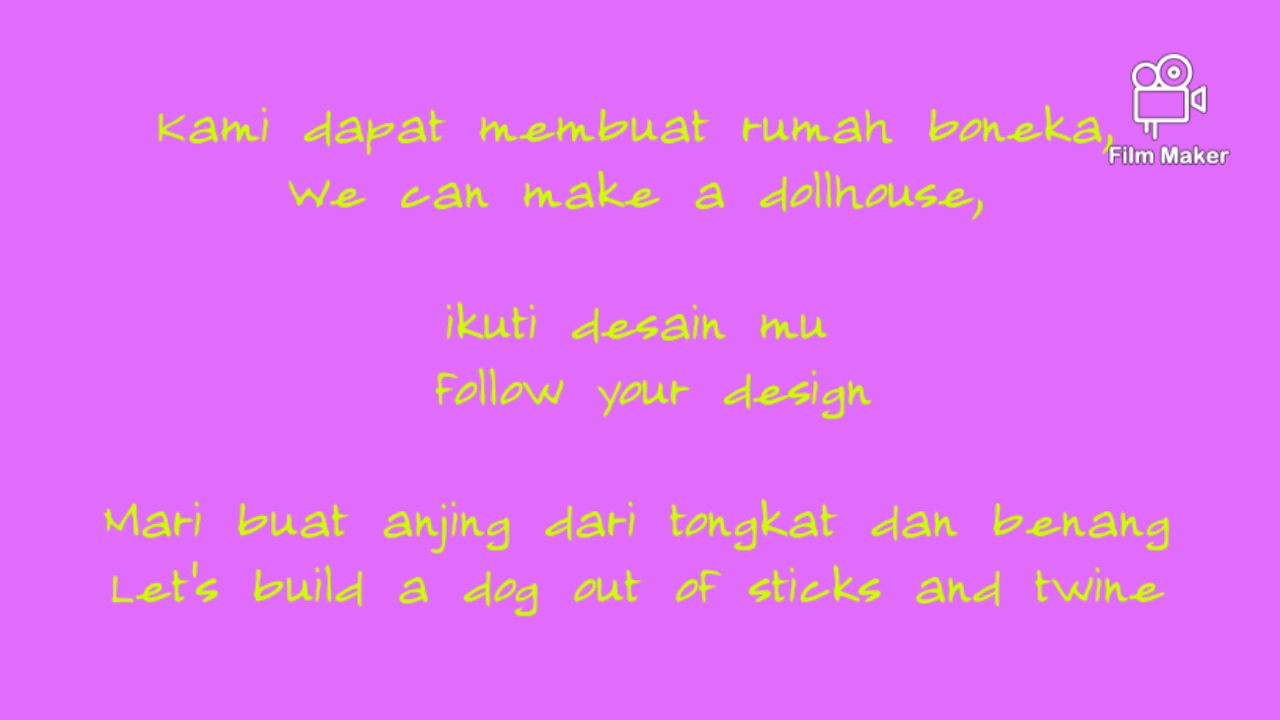 Kami dapat membuat rumah boneka,
We can make a dollhouse,
ikuti desain mu
Follow your design
Mari buat anjing dari tongkat dan benang
Let's build a dog out of sticks and twine
Film Maker